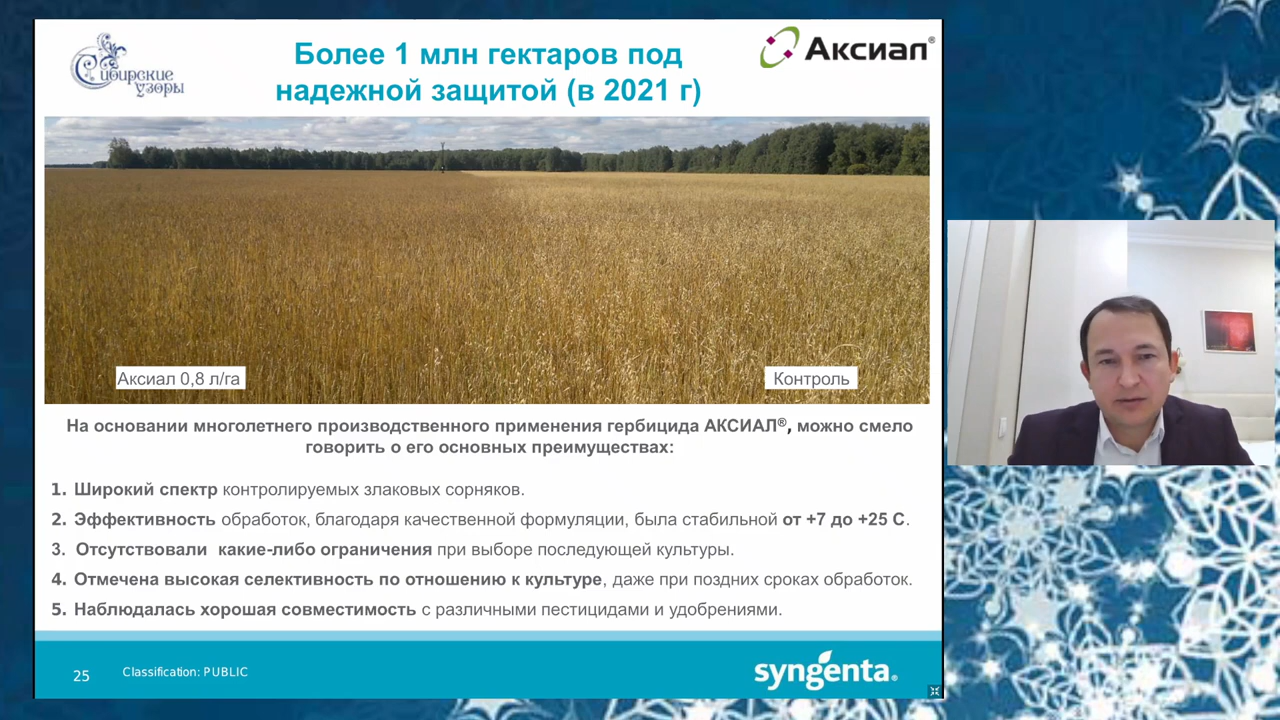 Сибирские
узоры
Более 1 млн гектаров под
надежной защитой (в 2021 г)
Аксиал®
Аксиал 0,8 л/га
Контроль
На основании многолетнего производственного применения гербицида АКСИАЛ®, можно смело
говорить о его основных преимуществах:
1. Широкий спектр контролируемых злаковых сорняков.
2. Эффективность обработок, благодаря качественной формуляции, была стабильной от +7 до +25 С.
3. Отсутствовали какие-либо ограничения при выборе последующей культуры.
4. Отмечена высокая селективность по отношению к культуре, даже при поздних сроках обработок.
5. Наблюдалась хорошая совместимость с различными пестицидами и удобрениями.
25
Classification: PUBLIC
syngenta®